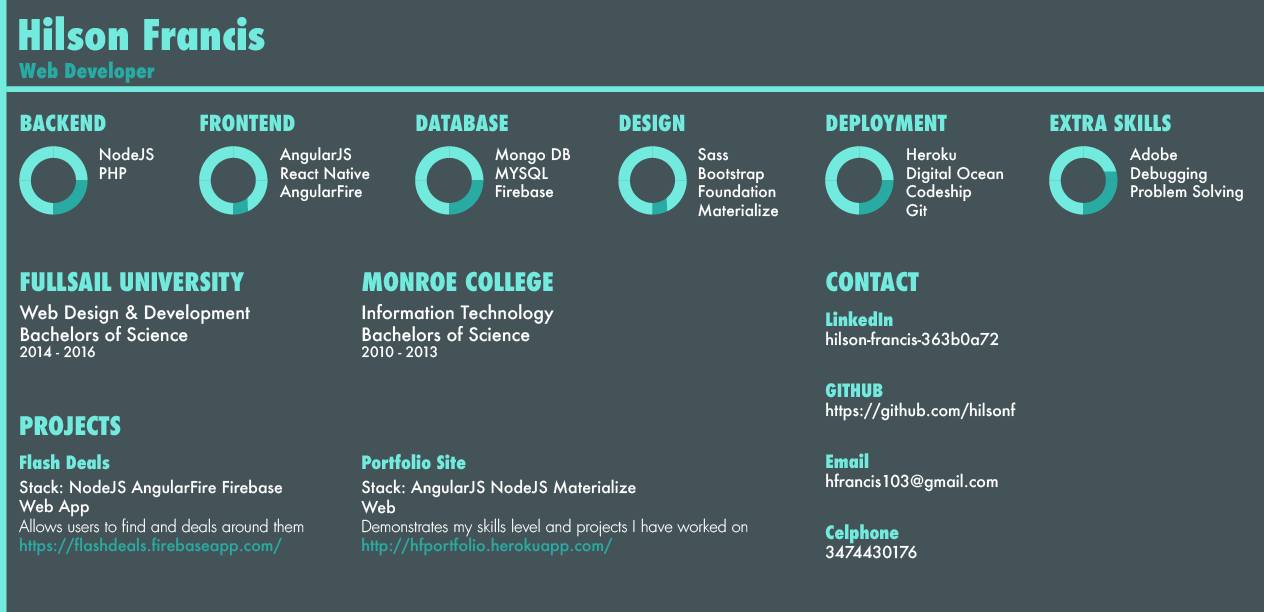 Hilson Francis
Web Developer
BACKEND
NodeJS
PHP
FRONTEND
AngularJS
React Native
AngularFire
DATABASE
Mongo DB
MYSQL
Firebase
DESIGN
Sass
Bootstrap
Foundation
Materialize
DEPLOYMENT
Heroku
Digital Ocean
Codeship
Git
EXTRA SKILLS
Adobe
Debugging
Problem Solving
FULLSAIL UNIVERSITY
Web Design & Development
Bachelors of Science
2014 - 2016
MONROE COLLEGE
Information Technology
Bachelors of Science
2010 - 2013
PROJECTS
Flash Deals
Stack: NodeJS AngularFire Firebase
Web App
Allows users to find and deals around them
https://flashdeals.firebaseapp.com/
Portfolio Site
Stack: AngularJS NodeJS Materialize
Web
Demonstrates my skills level and projects I have worked on
http://hfportfolio.herokuapp.com/
CONTACT
LinkedIn
hilson-francis-363b0a72
GITHUB
https://github.com/hilsonf
Email
hfrancis103@gmail.com
Celphone
3474430176